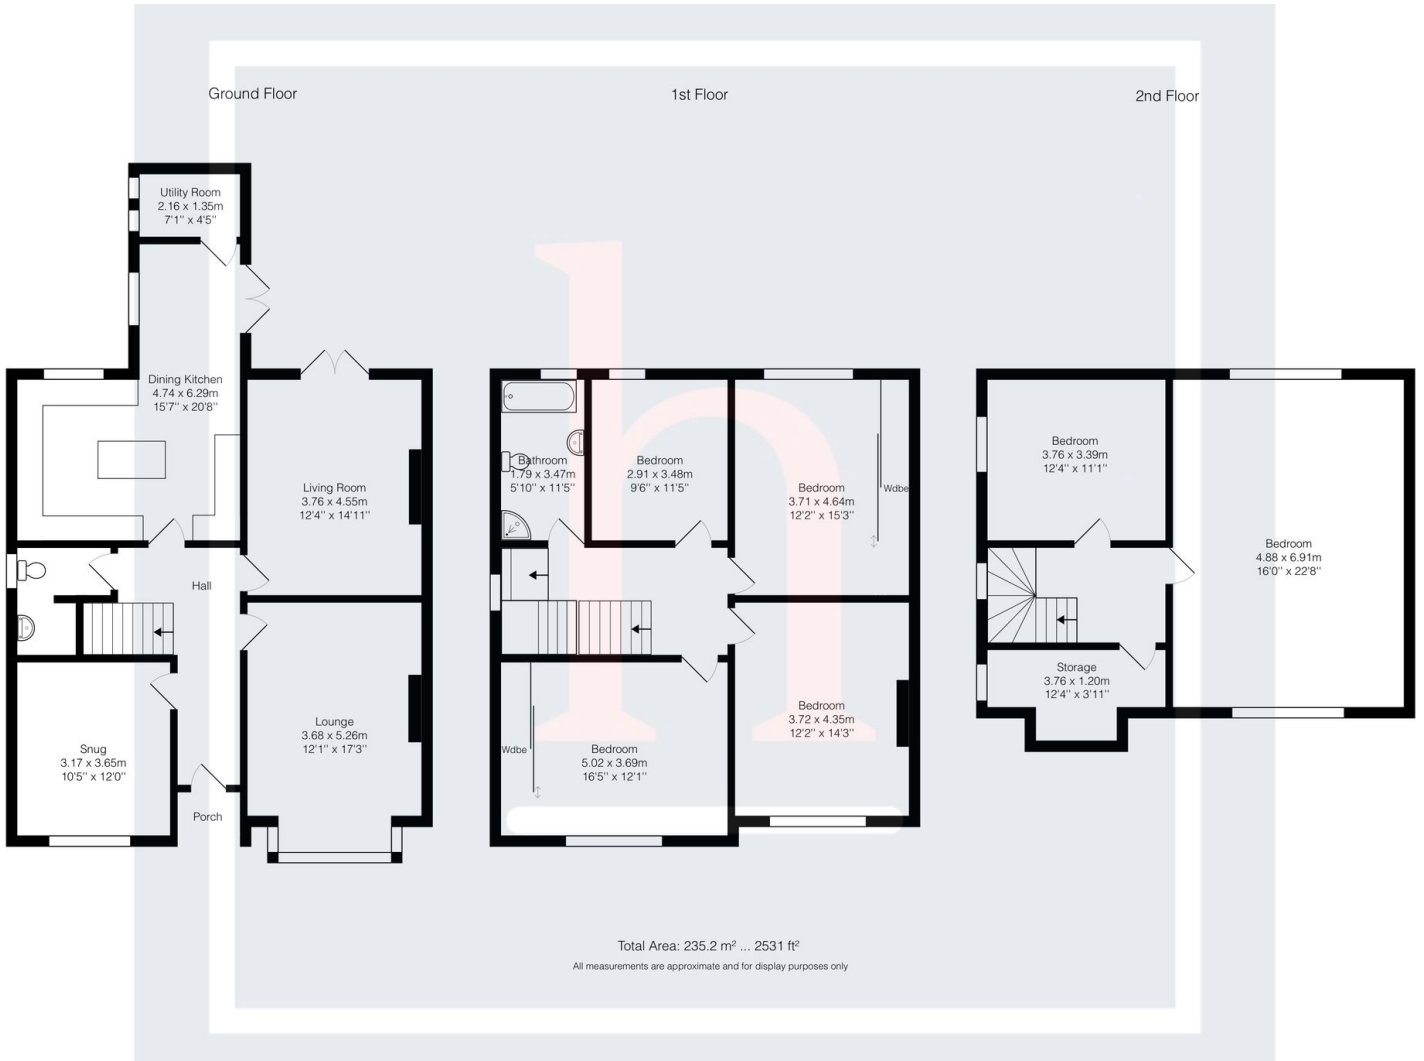 Ground Floor
1st Floor
2nd Floor
Utility Room
2.16 x 1.35m
7'1'' x 4'5''
Dining Kitchen
4.74 x 6.29m
15'7'' x 20'8''
Living Room
3.76 x 4.55m
12'4'' x 14'11''
Hall
Lounge
3.68 x 5.26m
12'1'' x 17'3''
Snug
3.17 x 3.65m
10'5'' x 12'0''
Porch
Bathroom
1.79 x 3.47m
5'10'' x 11'5''
Bedroom
2.91 x 3.48m
9'6'' x 11'5''
Bedroom
3.71 x 4.64m
12'2'' x 15'3''
Wdbe
Bedroom
3.72 x 4.35m
12'2'' x 14'3''
Wdbe
Bedroom
5.02 x 3.69m
16'5'' x 12'1''
Bedroom
3.76 x 3.39m
12'4'' x 11'1''
Bedroom
4.88 x 6.91m
16'0'' x 22'8''
Storage
3.76 x 1.20m
12'4'' x 3'11''
h
Total Area: 235.2 m² ... 2531 ft²
All measurements are approximate and for display purposes only